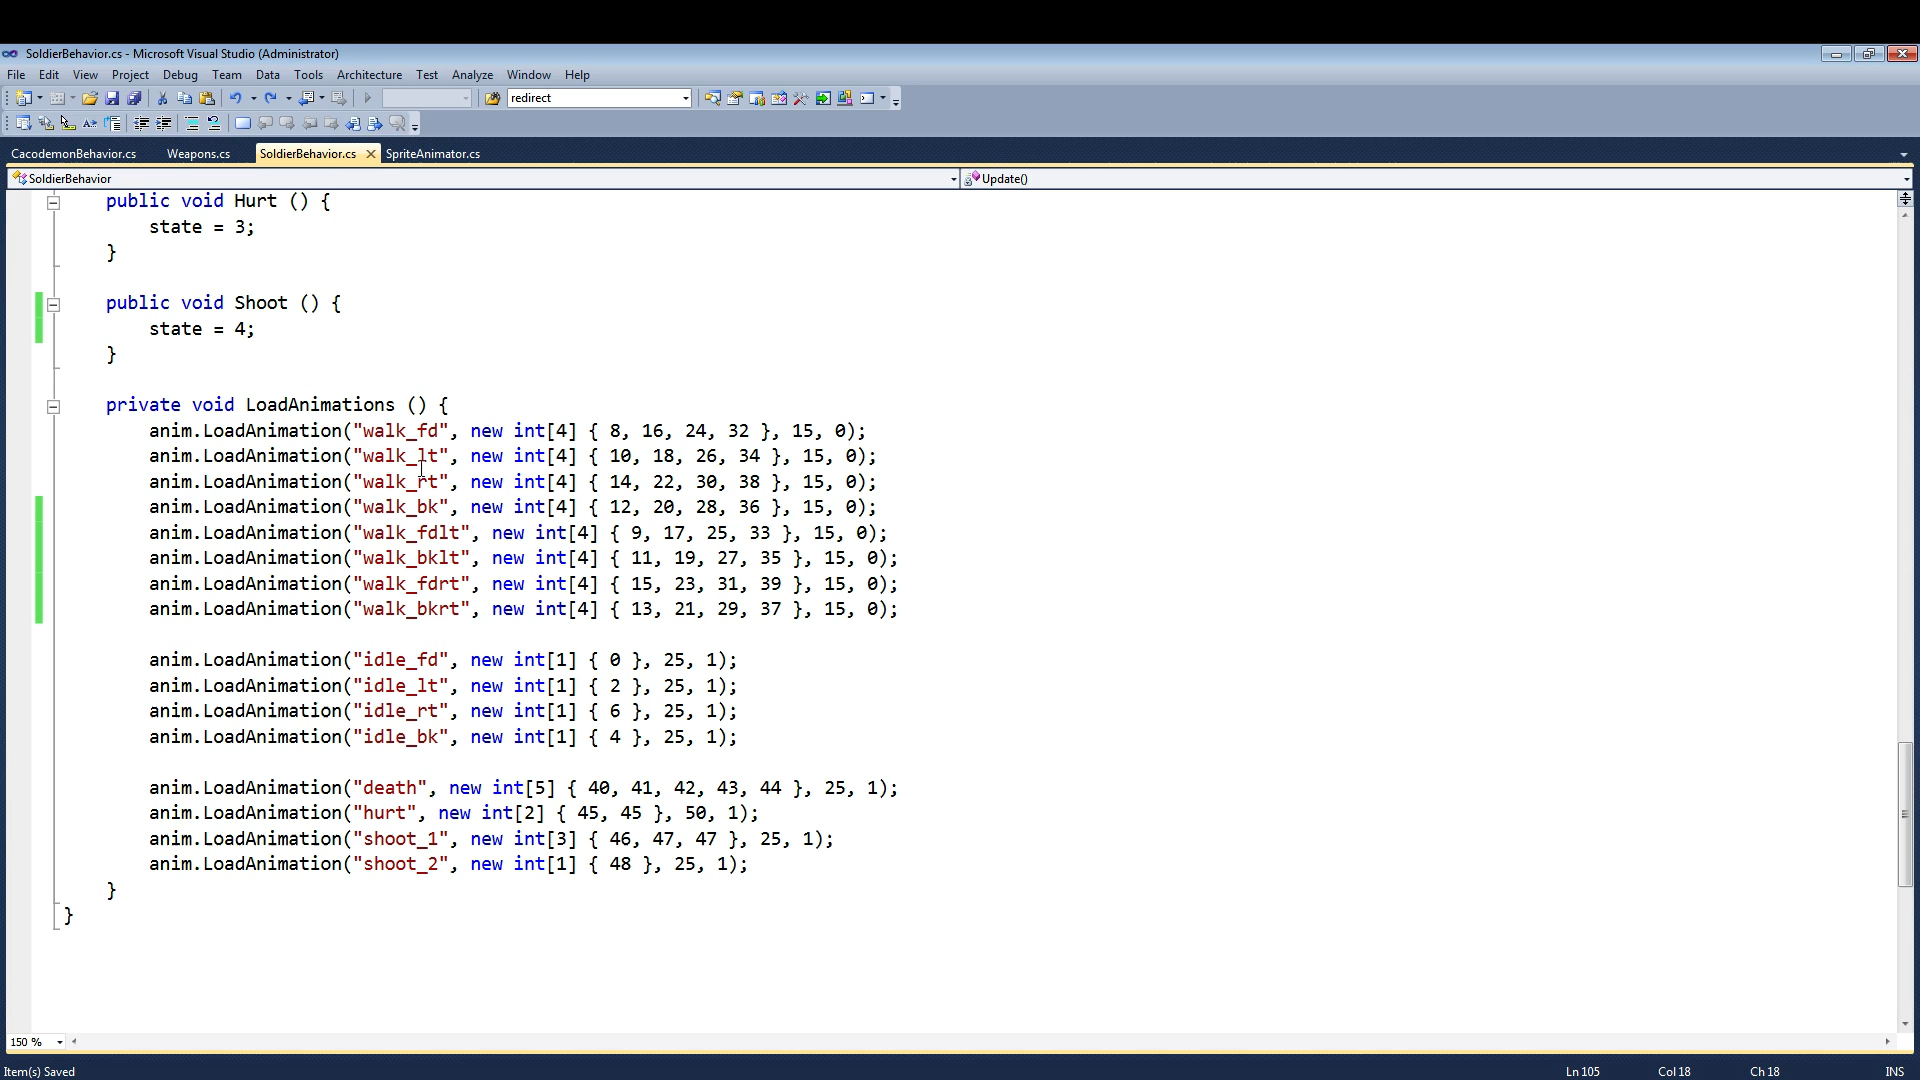 SoldierBehavior.cs - Microsoft Visual Studio (Administrator)
File Edit View Project Debug Team Data Tools Architecture Test Analyze Window Help
redirect
CacodemonBehavior.cs Weapons.cs SoldierBehavior.cs SpriteAnimator.cs
SoldierBehavior Update()
public void Hurt () {
state = 3;
}
public void Shoot () {
state = 4;
}
private void LoadAnimations () {
anim.LoadAnimation("walk_fd", new int[4] { 8, 16, 24, 32 }, 15, 0);
anim.LoadAnimation("walk_lt", new int[4] { 10, 18, 26, 34 }, 15, 0);
anim.LoadAnimation("walk_rt", new int[4] { 14, 22, 30, 38 }, 15, 0);
anim.LoadAnimation("walk_bk", new int[4] { 12, 20, 28, 36 }, 15, 0);
anim.LoadAnimation("walk_fdlt", new int[4] { 9, 17, 25, 33 }, 15, 0);
anim.LoadAnimation("walk_bklt", new int[4] { 11, 19, 27, 35 }, 15, 0);
anim.LoadAnimation("walk_fdrt", new int[4] { 15, 23, 31, 39 }, 15, 0);
anim.LoadAnimation("walk_bkrt", new int[4] { 13, 21, 29, 37 }, 15, 0);
anim.LoadAnimation("idle_fd", new int[1] { 0 }, 25, 1);
anim.LoadAnimation("idle_lt", new int[1] { 2 }, 25, 1);
anim.LoadAnimation("idle_rt", new int[1] { 6 }, 25, 1);
anim.LoadAnimation("idle_bk", new int[1] { 4 }, 25, 1);
anim.LoadAnimation("death", new int[5] { 40, 41, 42, 43, 44 }, 25, 1);
anim.LoadAnimation("hurt", new int[2] { 45, 45 }, 50, 1);
anim.LoadAnimation("shoot_1", new int[3] { 46, 47, 47 }, 25, 1);
anim.LoadAnimation("shoot_2", new int[1] { 48 }, 25, 1);
}
}
150 %
Item(s) Saved Ln 105 Col 18 Ch 18 INS